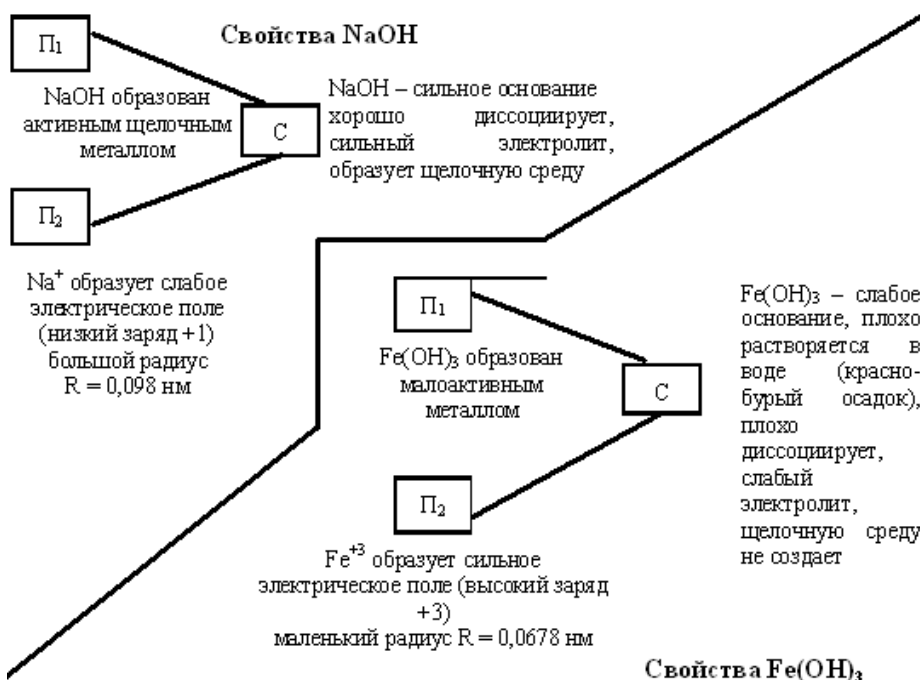 П₁
Свойства NaOH
NaOH образован
активным щелочным
металлом
С
NaOH – сильное основание
хорошо диссоциирует,
сильный электролит,
образует щелочную среду
П₂
Na⁺ образует слабое
электрическое поле
(низкий заряд +1)
большой радиус
R = 0,098 нм
П₁
Fe(OH)₃ образован
малоактивным
металлом
С
Fe(OH)₃ – слабое
основание, плохо
растворяется в
воде (красно-
бурый осадок),
плохо
диссоциирует,
слабый
электролит,
щелочную среду
не создает
П₂
Fe⁺³ образует сильное
электрическое поле (высокий заряд
+3)
маленький радиус R = 0,0678 нм
Свойства Fe(OH)₃